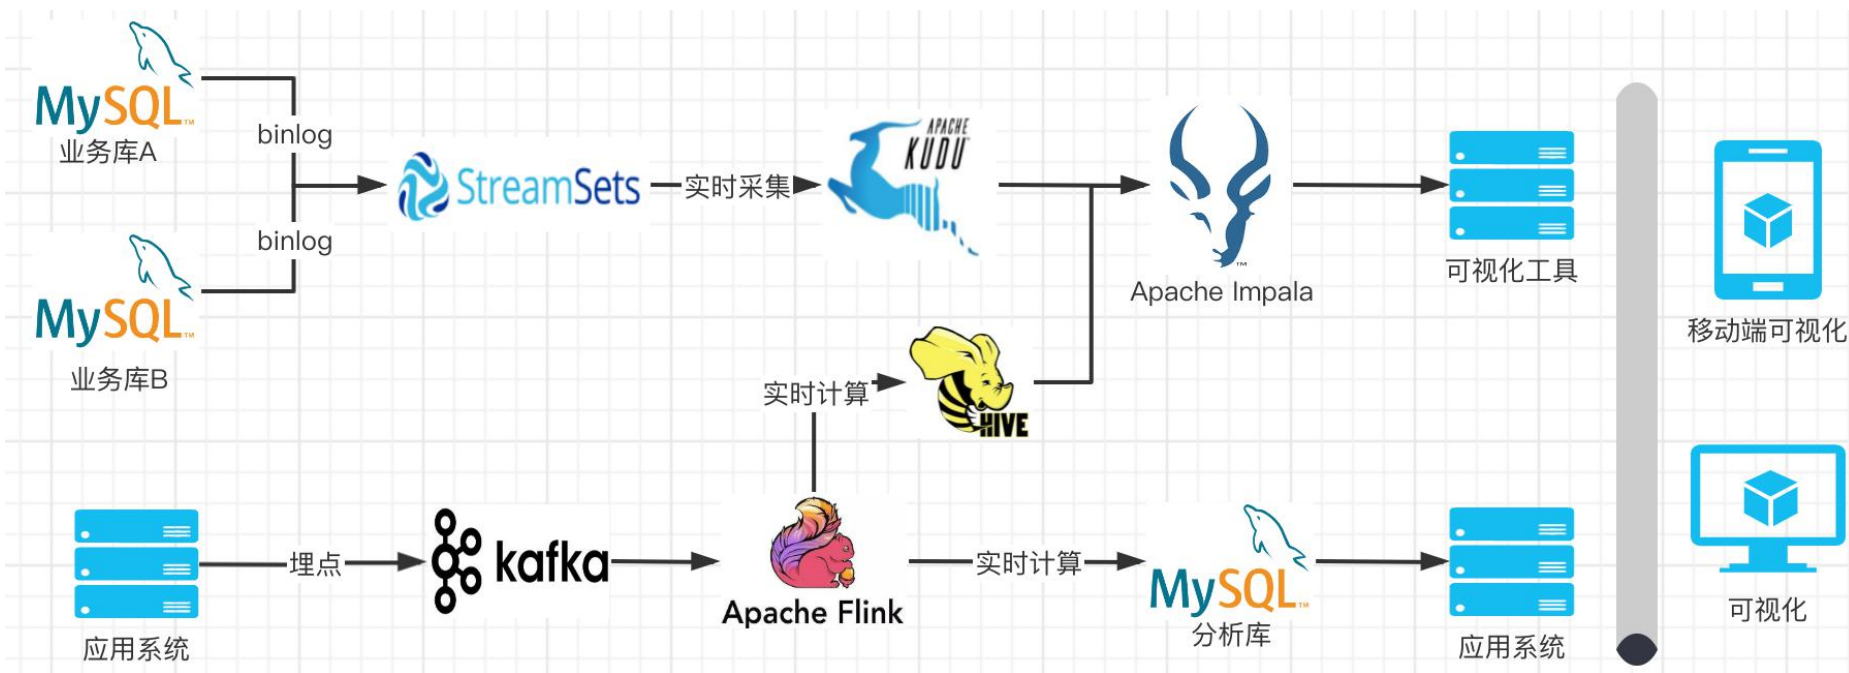 MySQL™
业务库A
binlog
StreamSets
实时采集
APACHE
KUDU
Apache Impala
可视化工具
移动端可视化
binlog
MySQL™
业务库B
实时计算
HIVE
应用系统
埋点
kafka
Apache Flink
实时计算
MySQL™
分析库
应用系统
可视化